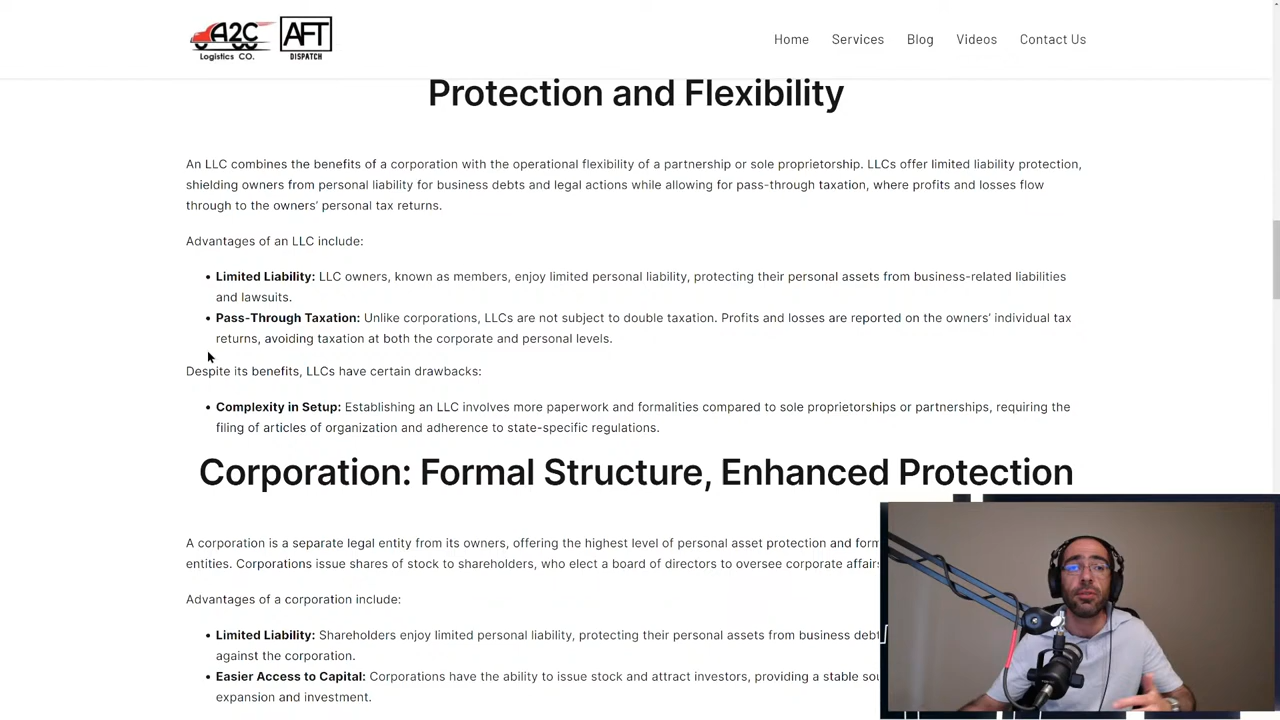 A2C
Logistics CO.
AFT
DISPATCH
Home Services Blog Videos Contact Us
Protection and Flexibility
An LLC combines the benefits of a corporation with the operational flexibility of a partnership or sole proprietorship. LLCs offer limited liability protection,
shielding owners from personal liability for business debts and legal actions while allowing for pass-through taxation, where profits and losses flow
through to the owners’ personal tax returns.
Advantages of an LLC include:
• Limited Liability: LLC owners, known as members, enjoy limited personal liability, protecting their personal assets from business-related liabilities
and lawsuits.
• Pass-Through Taxation: Unlike corporations, LLCs are not subject to double taxation. Profits and losses are reported on the owners’ individual tax
returns, avoiding taxation at both the corporate and personal levels.
Despite its benefits, LLCs have certain drawbacks:
• Complexity in Setup: Establishing an LLC involves more paperwork and formalities compared to sole proprietorships or partnerships, requiring the
filing of articles of organization and adherence to state-specific regulations.
Corporation: Formal Structure, Enhanced Protection
A corporation is a separate legal entity from its owners, offering the highest level of personal asset protection and
entities. Corporations issue shares of stock to shareholders, who elect a board of directors to oversee corporate
Advantages of a corporation include:
• Limited Liability: Shareholders enjoy limited personal liability, protecting their personal assets from business
against the corporation.
• Easier Access to Capital: Corporations have the ability to issue stock and attract investors, providing a stable
expansion and investment.